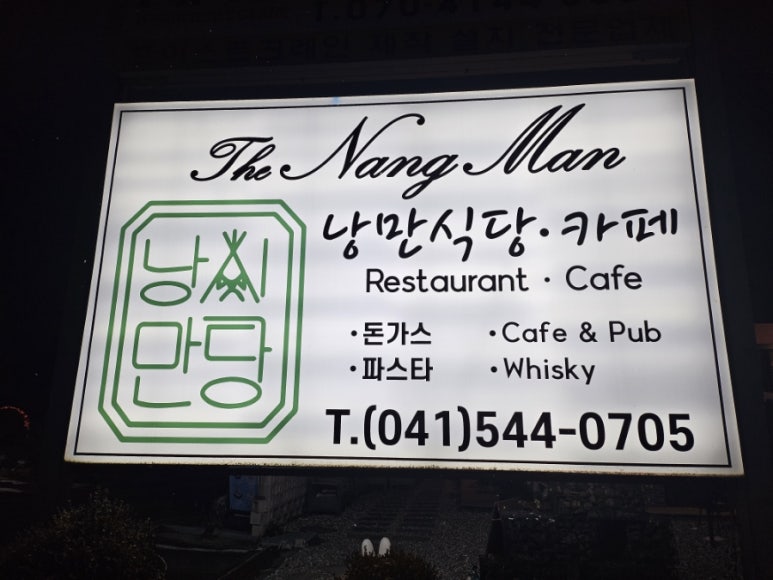 The Nang Man
낭만식당·카페
Restaurant · Cafe
·돈가스 ·Cafe & Pub
·파스타 ·Whisky
T.(041)544-0705
낭식
만당